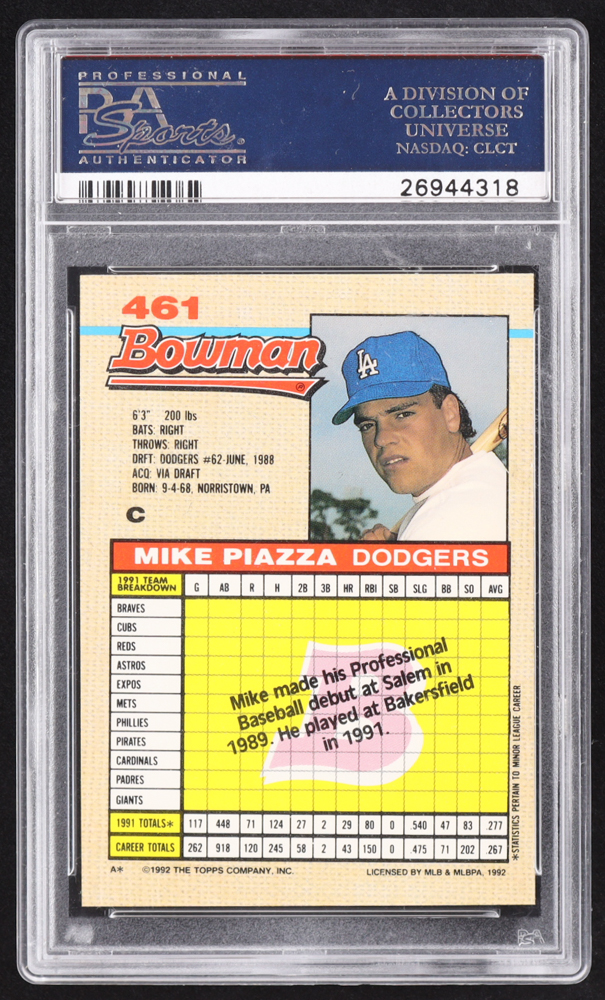 PROFESSIONAL
PSA
Sports
AUTHENTICATOR
A DIVISION OF
COLLECTORS
UNIVERSE
NASDAQ: CLCT
26944318
461
Bowman
LA
6'3" 200 lbs
BATS: RIGHT
THROWS: RIGHT
DRFT: DODGERS #62-JUNE, 1988
ACQ: VIA DRAFT
BORN: 9-4-68, NORRISTOWN, PA
C
MIKE PIAZZA DODGERS
1991 TEAM BREAKDOWN G AB R H 2B 3B HR RBI SB SLG BB SO AVG
BRAVES
CUBS
REDS
ASTROS
EXPOS
METS
PHILLIES
PIRATES
CARDINALS
PADRES
GIANTS
B
Mike made his Professional
Baseball debut at Salem in
1989. He played at Bakersfield
in 1991.
1991 TOTALS* 117 448 71 124 27 2 29 80 0 .540 47 83 .277
CAREER TOTALS 262 918 120 245 58 2 43 150 0 .475 71 202 .267
*STATISTICS PERTAIN TO MINOR LEAGUE CAREER
A* ©1992 THE TOPPS COMPANY, INC. LICENSED BY MLB & MLBPA, 1992
PSA